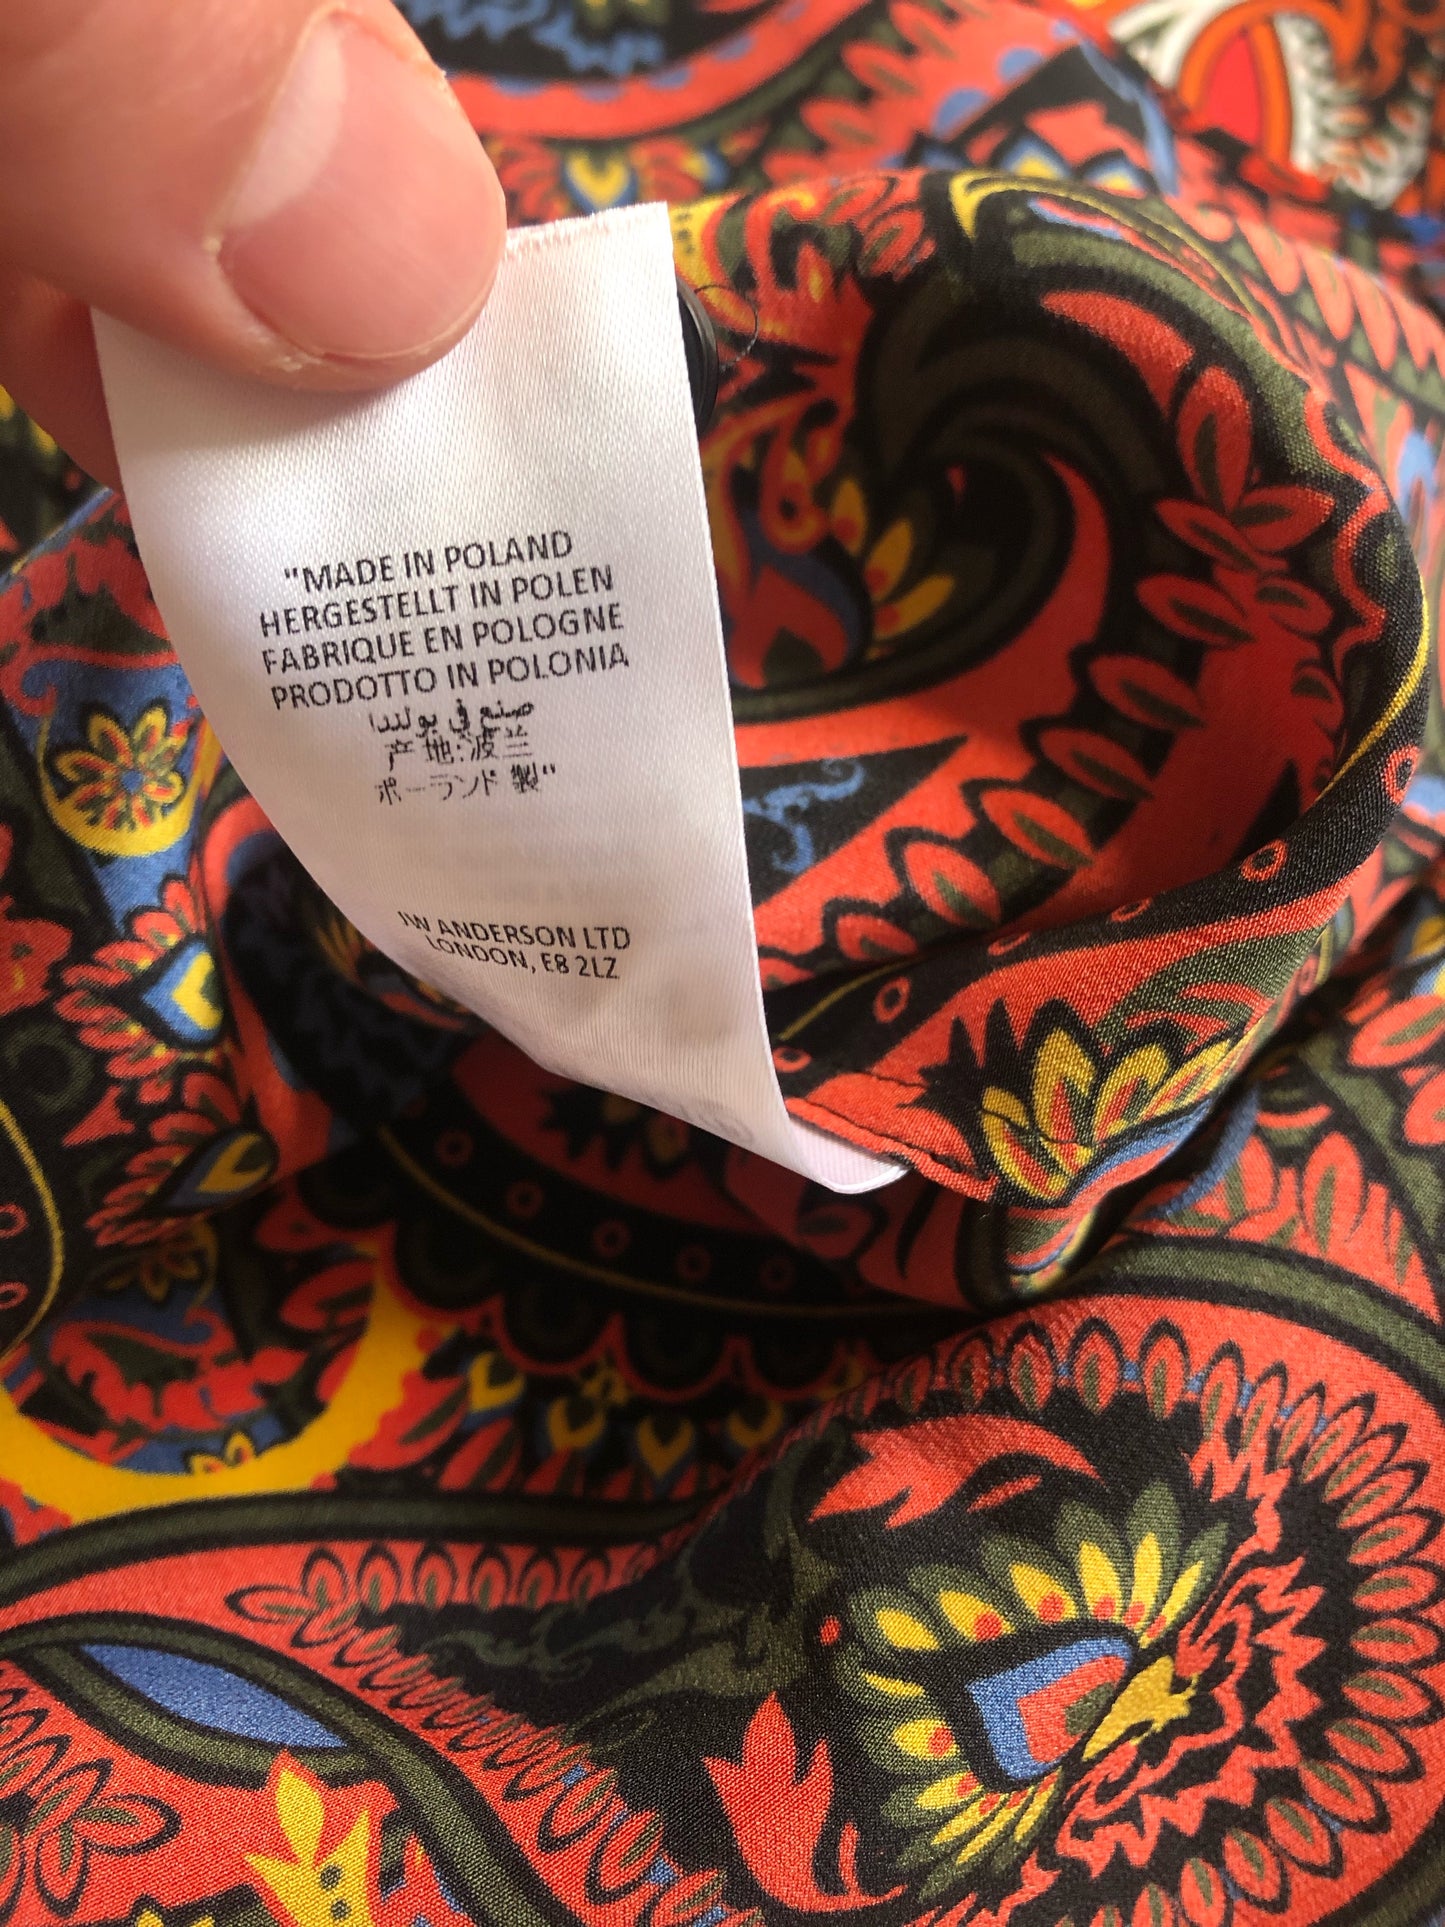 "MADE IN POLAND
HERGESTELLT IN POLEN
FABRIQUE EN POLOGNE
PRODOTTO IN POLONIA
صنع في بولندا
产地:波兰
ポーランド 製"
JW ANDERSON LTD
LONDON, E8 2LZ